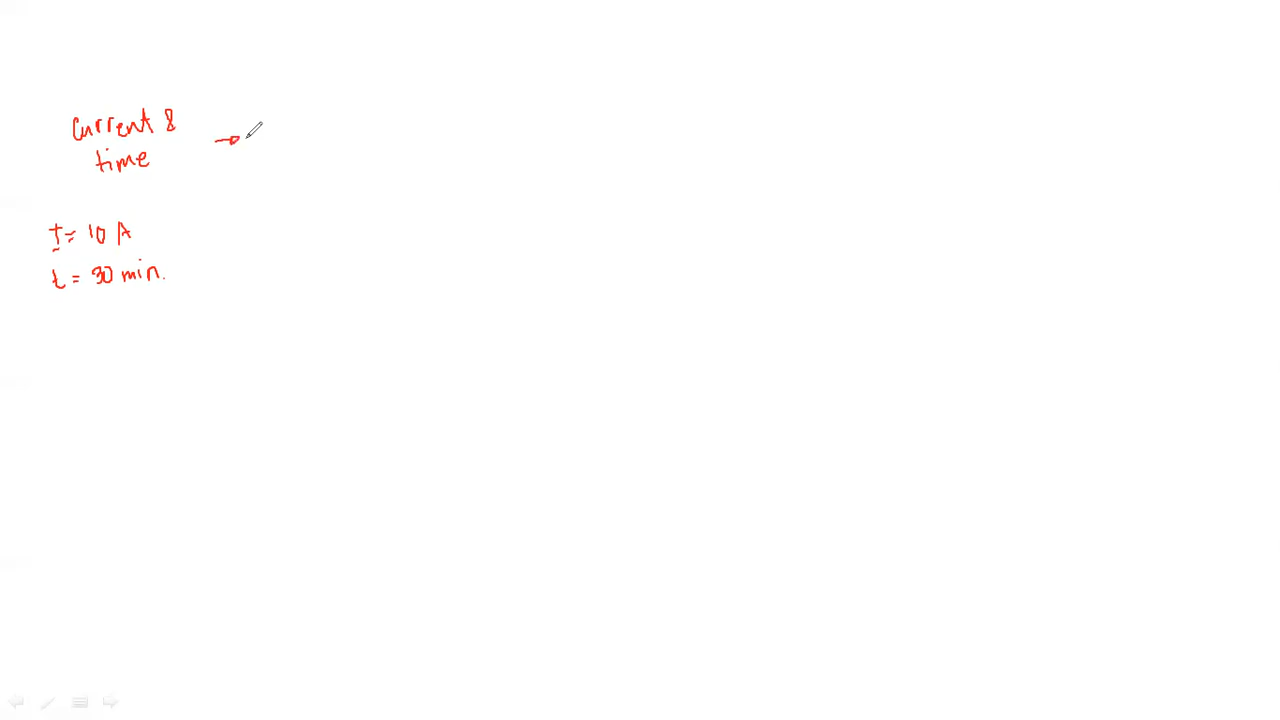 Current &
time
→
I = 10 A
t = 30 min.